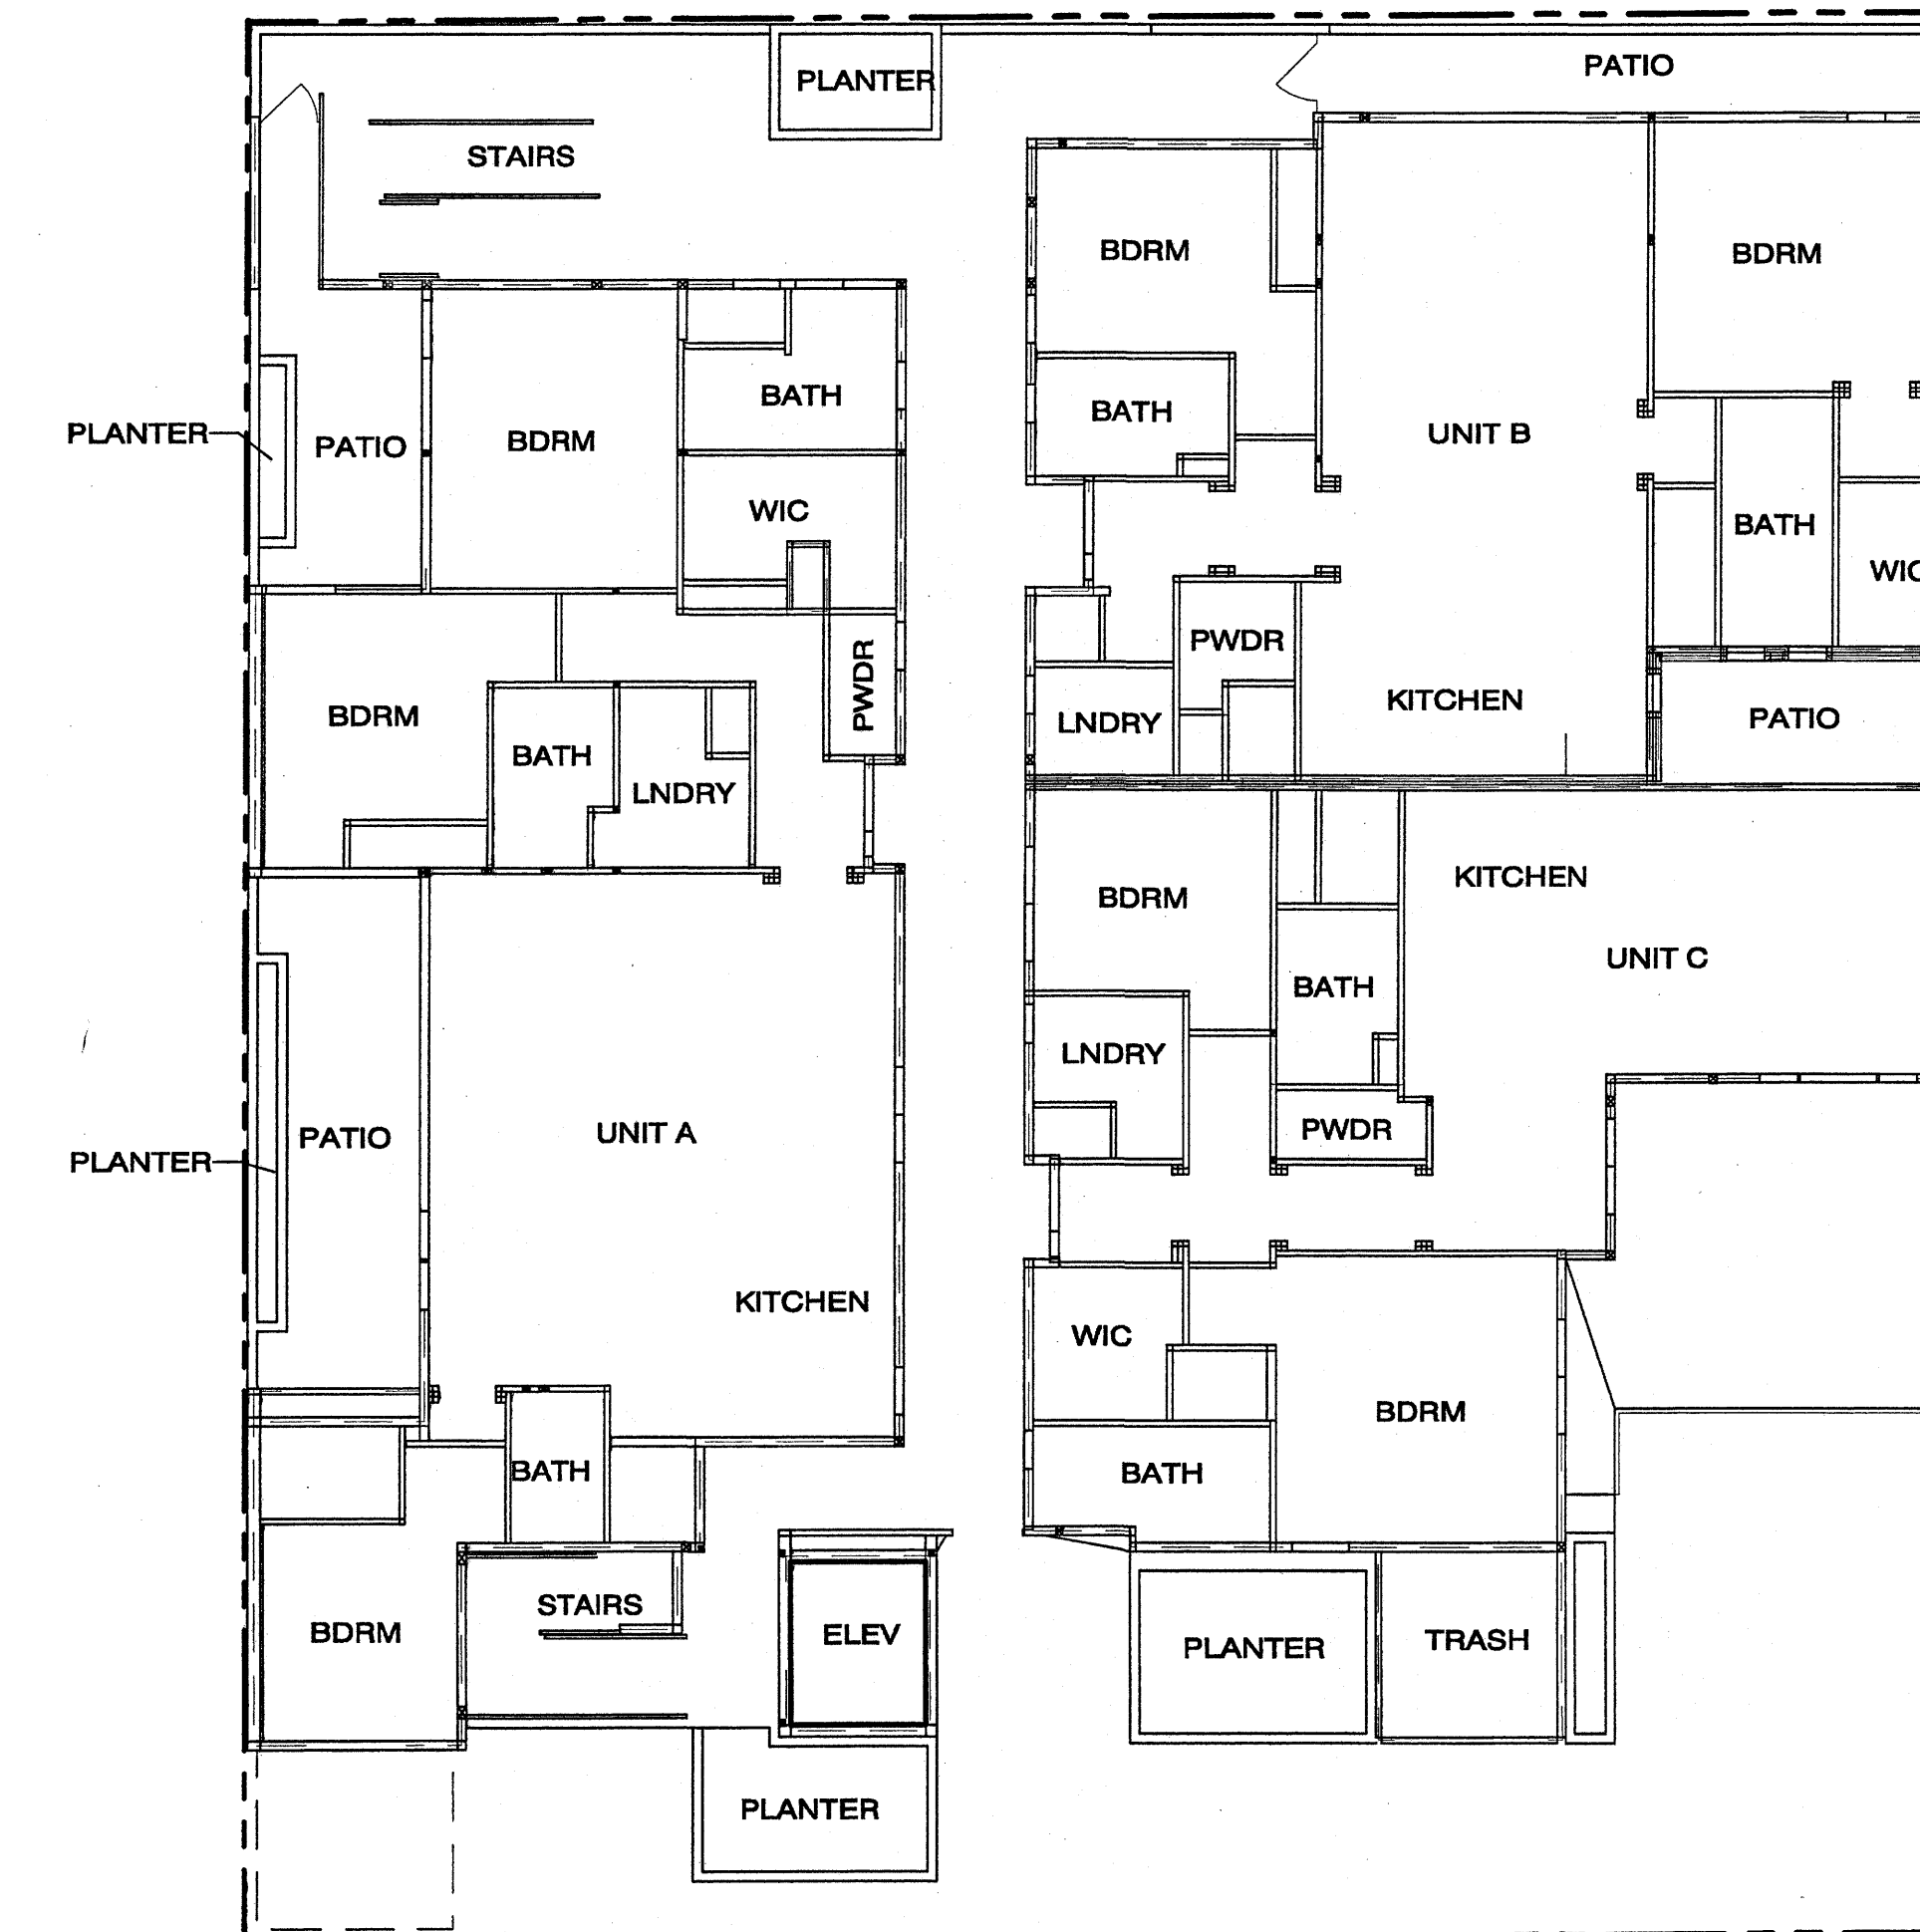 PATIO
PLANTER
STAIRS
BDRM
BDRM
BATH
BATH
PLANTER
PATIO
BDRM
UNIT B
WIC
BATH
WIC
PWDR
PWDR
BDRM
BATH
LNDRY
LNDRY
KITCHEN
PATIO
BDRM
KITCHEN
UNIT C
BATH
LNDRY
PLANTER
PATIO
UNIT A
PWDR
KITCHEN
WIC
BDRM
BATH
BATH
BDRM
STAIRS
ELEV
PLANTER
TRASH
PLANTER